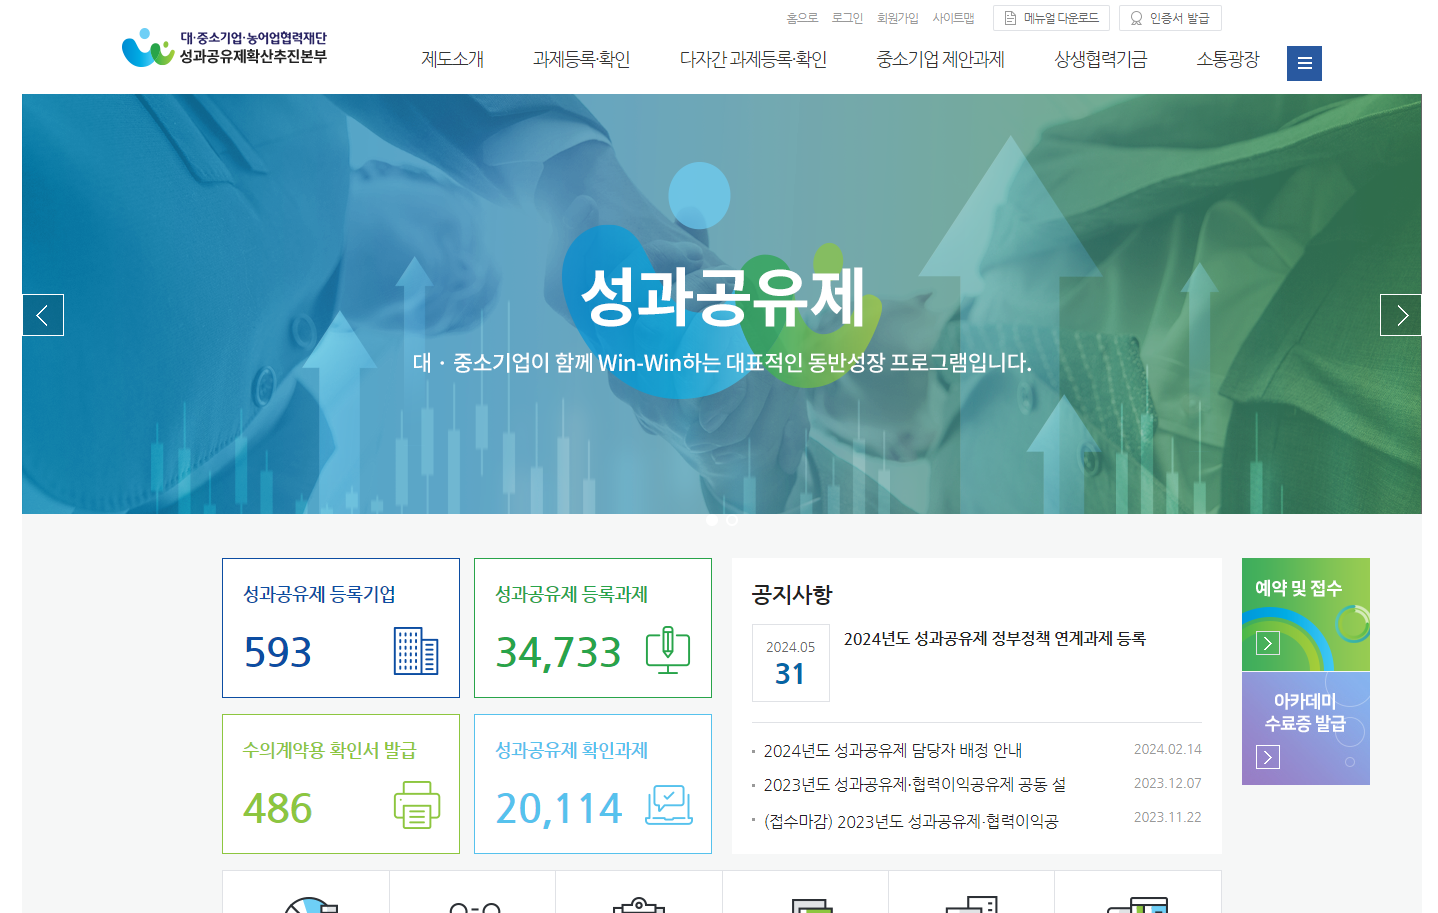 홈으로 로그인 회원가입 사이트맵 메뉴얼 다운로드 인증서 발급
대·중소기업·농어업협력재단
성과공유제확산추진본부
제도소개 과제등록·확인 다자간 과제등록·확인 중소기업 제안과제 상생협력기금 소통광장
성과공유제
대 · 중소기업이 함께 Win-Win하는 대표적인 동반성장 프로그램입니다.
성과공유제 등록기업
593
성과공유제 등록과제
34,733
수의계약용 확인서 발급
486
성과공유제 확인과제
20,114
공지사항
2024.05
31
2024년도 성과공유제 정부정책 연계과제 등록
2024년도 성과공유제 담당자 배정 안내 2024.02.14
2023년도 성과공유제·협력이익공유제 공동 설 2023.12.07
(접수마감) 2023년도 성과공유제·협력이익공 2023.11.22
예약 및 접수
아카데미
수료증 발급